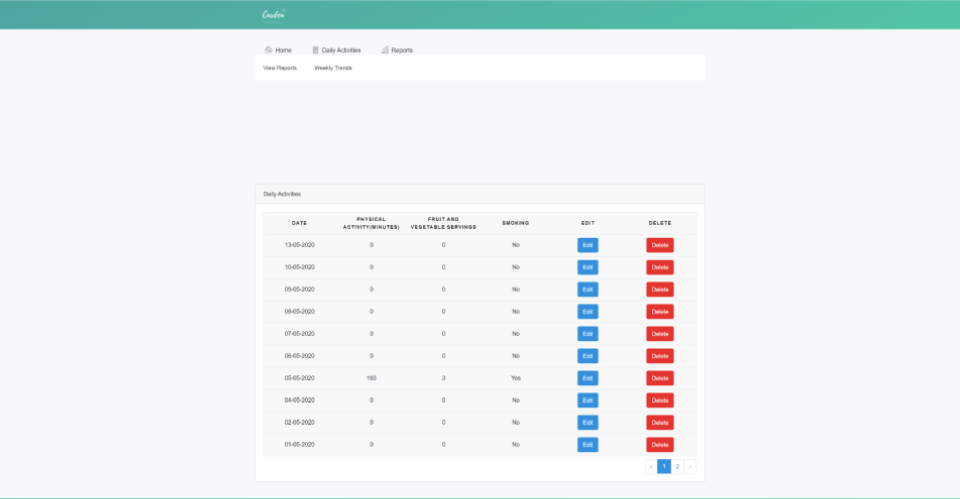 Home Daily Activities Reports
View Reports Weekly Trends
Daily Activities
DATE PHYSICAL ACTIVITY(MINUTES) FRUIT AND VEGETABLE SERVINGS SMOKING EDIT DELETE
13-05-2020 0 0 No Edit Delete
10-05-2020 0 0 No Edit Delete
09-05-2020 0 0 No Edit Delete
08-05-2020 0 0 No Edit Delete
07-05-2020 0 0 No Edit Delete
06-05-2020 0 0 No Edit Delete
05-05-2020 3 Yes Edit Delete
04-05-2020 0 0 No Edit Delete
02-05-2020 0 0 No Edit Delete
01-05-2020 0 0 No Edit Delete
‹ 1 2 ›